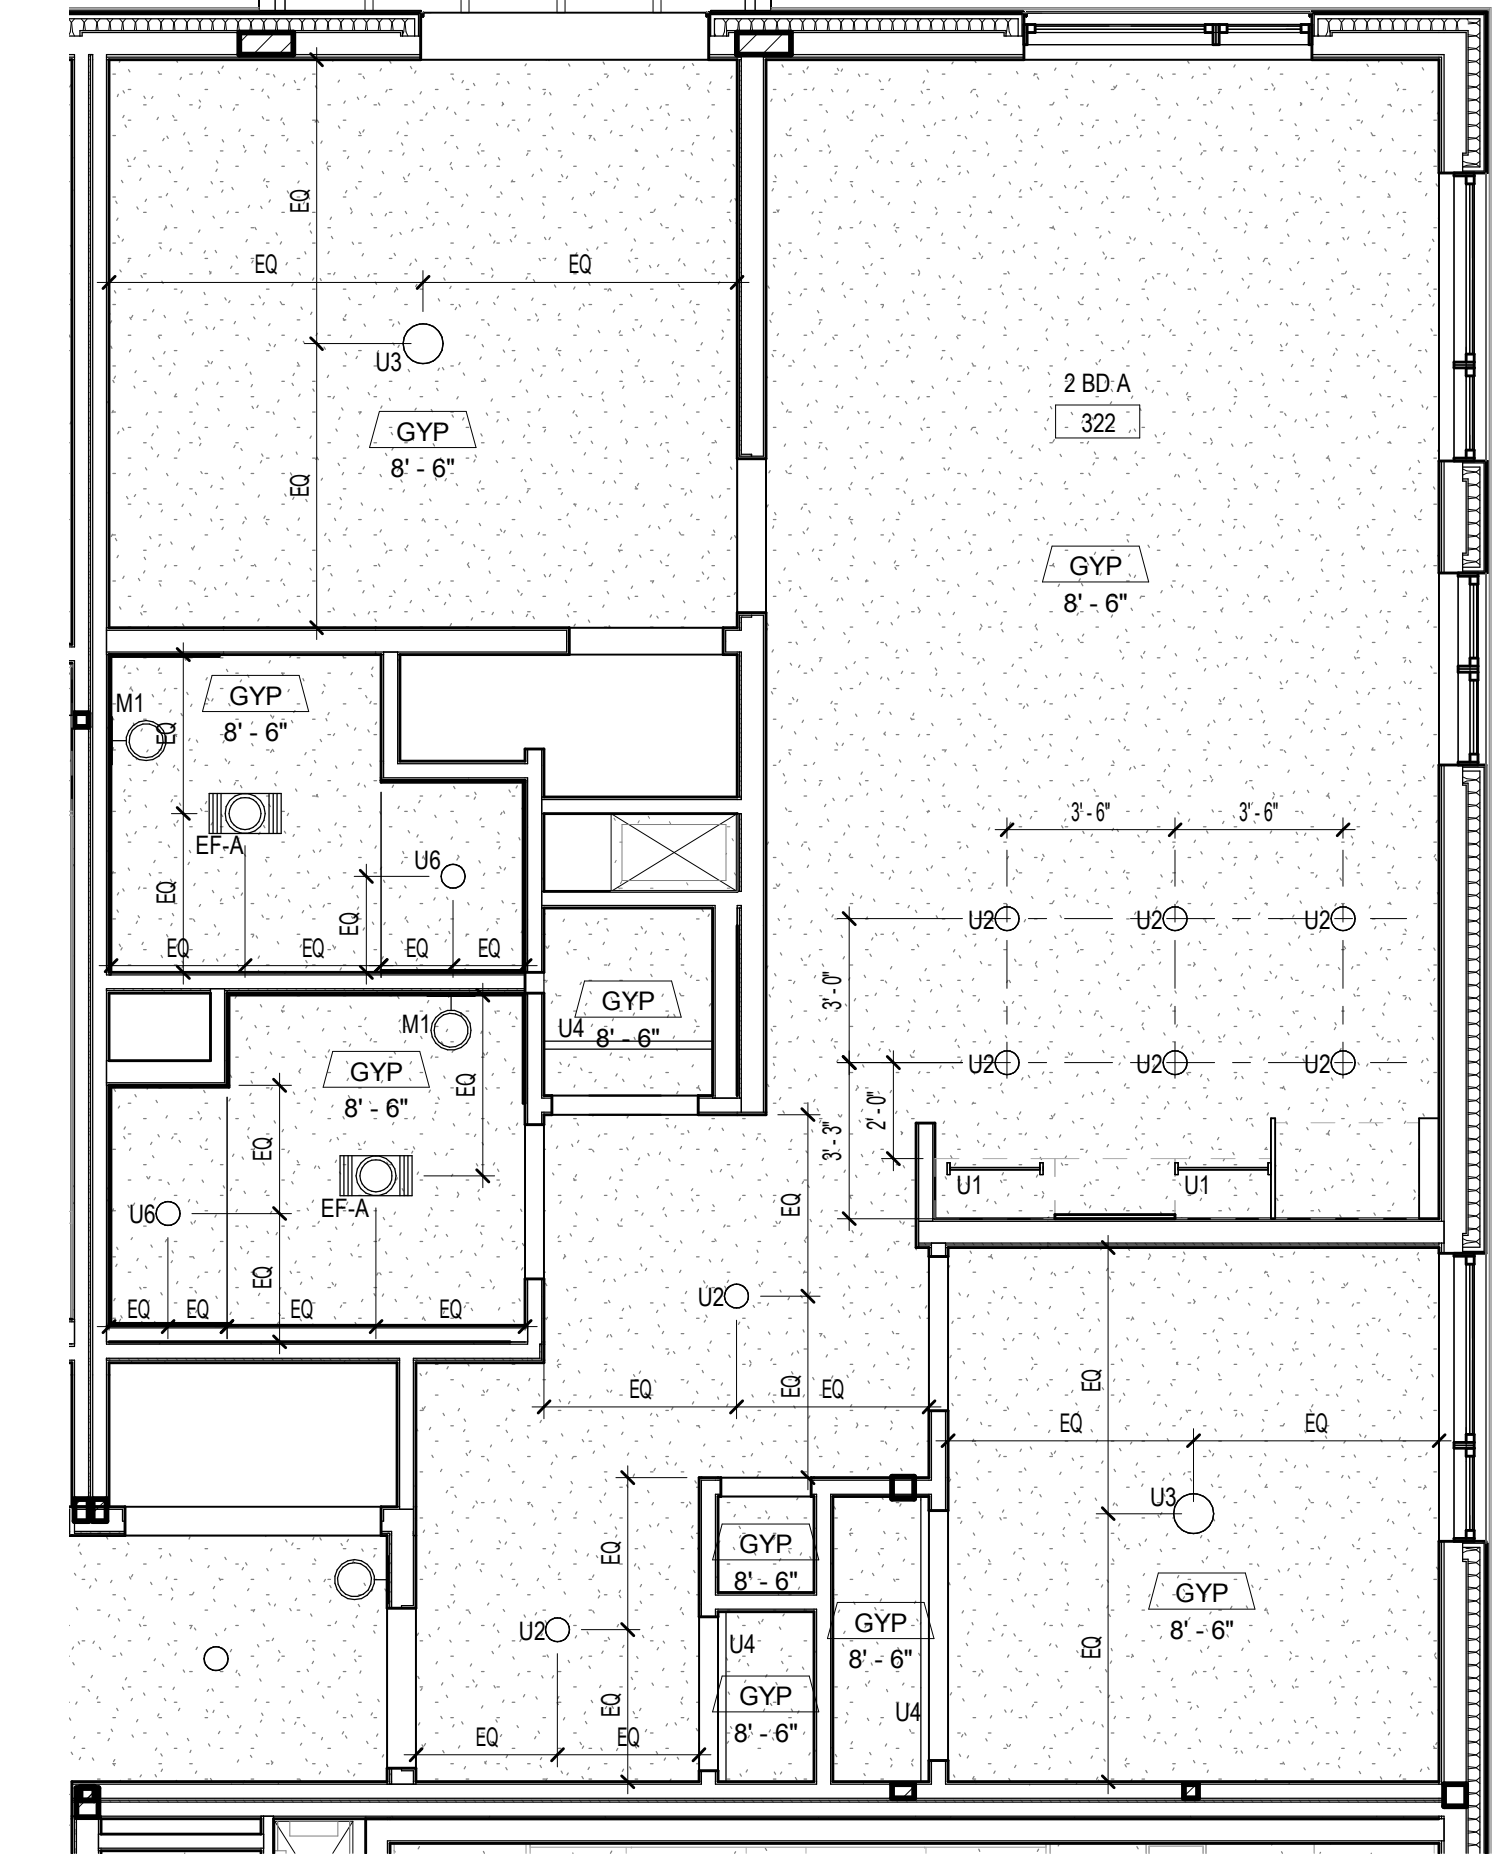 EQ
EQ
EQ
U3
GYP
8' - 6"
EQ
2 BD A
322
GYP
8' - 6"
M1
GYP
8' - 6"
EQ
EF-A
U6
EQ
EQ
EQ
EQ
EQ
EQ
3' - 6"
3' - 6"
U2
U2
U2
3' - 0"
U2
U2
U2
2' - 0"
3' - 3"
U1
U1
GYP
U4
8' - 6"
M1
GYP
8' - 6"
EQ
EQ
EF-A
U6
EQ
EQ
EQ
EQ
EQ
EQ
U2
EQ
EQ
EQ
EQ
EQ
EQ
U3
GYP
8' - 6"
EQ
EQ
GYP
8' - 6"
U2
U4
GYP
8' - 6"
GYP
8' - 6"
U4
EQ
EQ
EQ